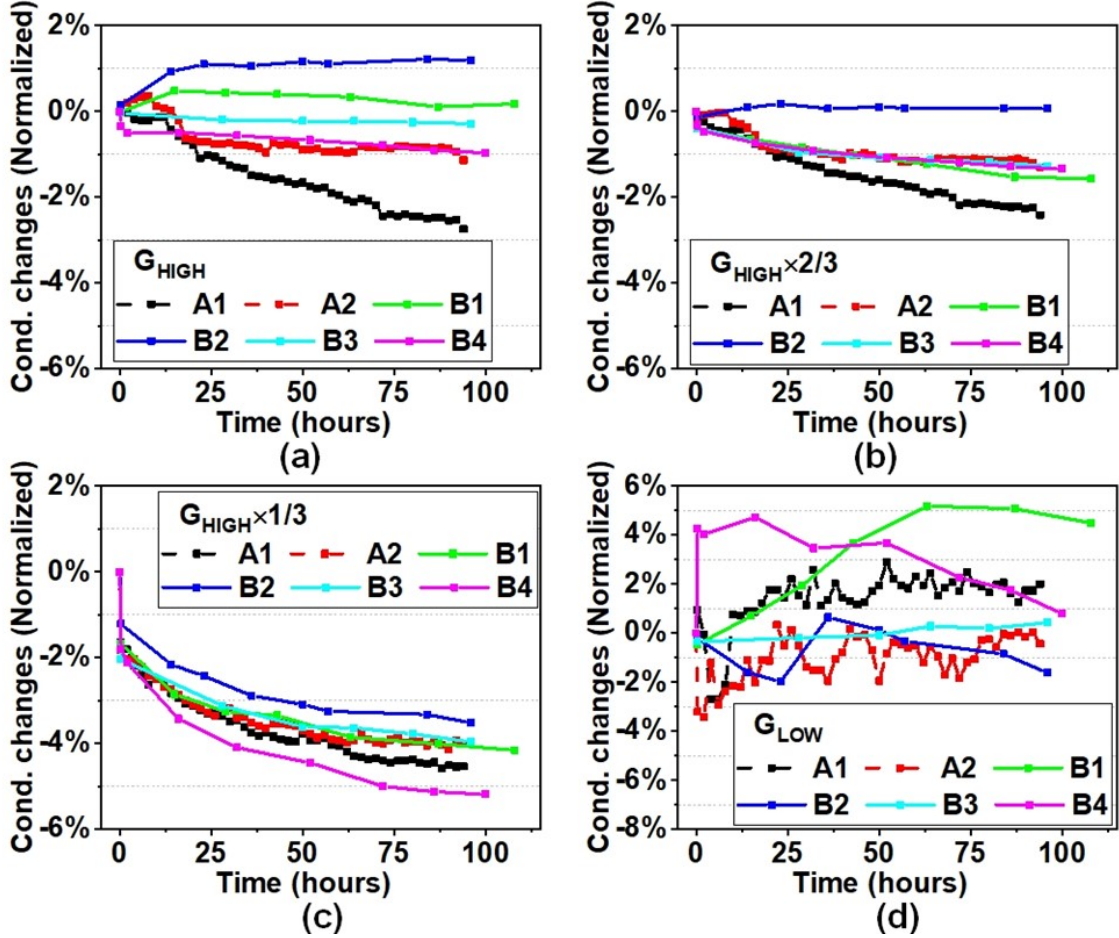 Cond. changes (Normalized)
2%
0%
-2%
-4%
-6%
G_HIGH
A1 A2 B1
B2 B3 B4
0 25 50 75 100
Time (hours)
(a)
Cond. changes (Normalized)
2%
0%
-2%
-4%
-6%
G_HIGH×2/3
A1 A2 B1
B2 B3 B4
0 25 50 75 100
Time (hours)
(b)
Cond. changes (Normalized)
2%
0%
-2%
-4%
-6%
G_HIGH×1/3
A1 A2 B1
B2 B3 B4
0 25 50 75 100
Time (hours)
(c)
Cond. changes (Normalized)
6%
4%
2%
0%
-2%
-4%
-6%
-8%
G_LOW
A1 A2 B1
B2 B3 B4
0 25 50 75 100
Time (hours)
(d)